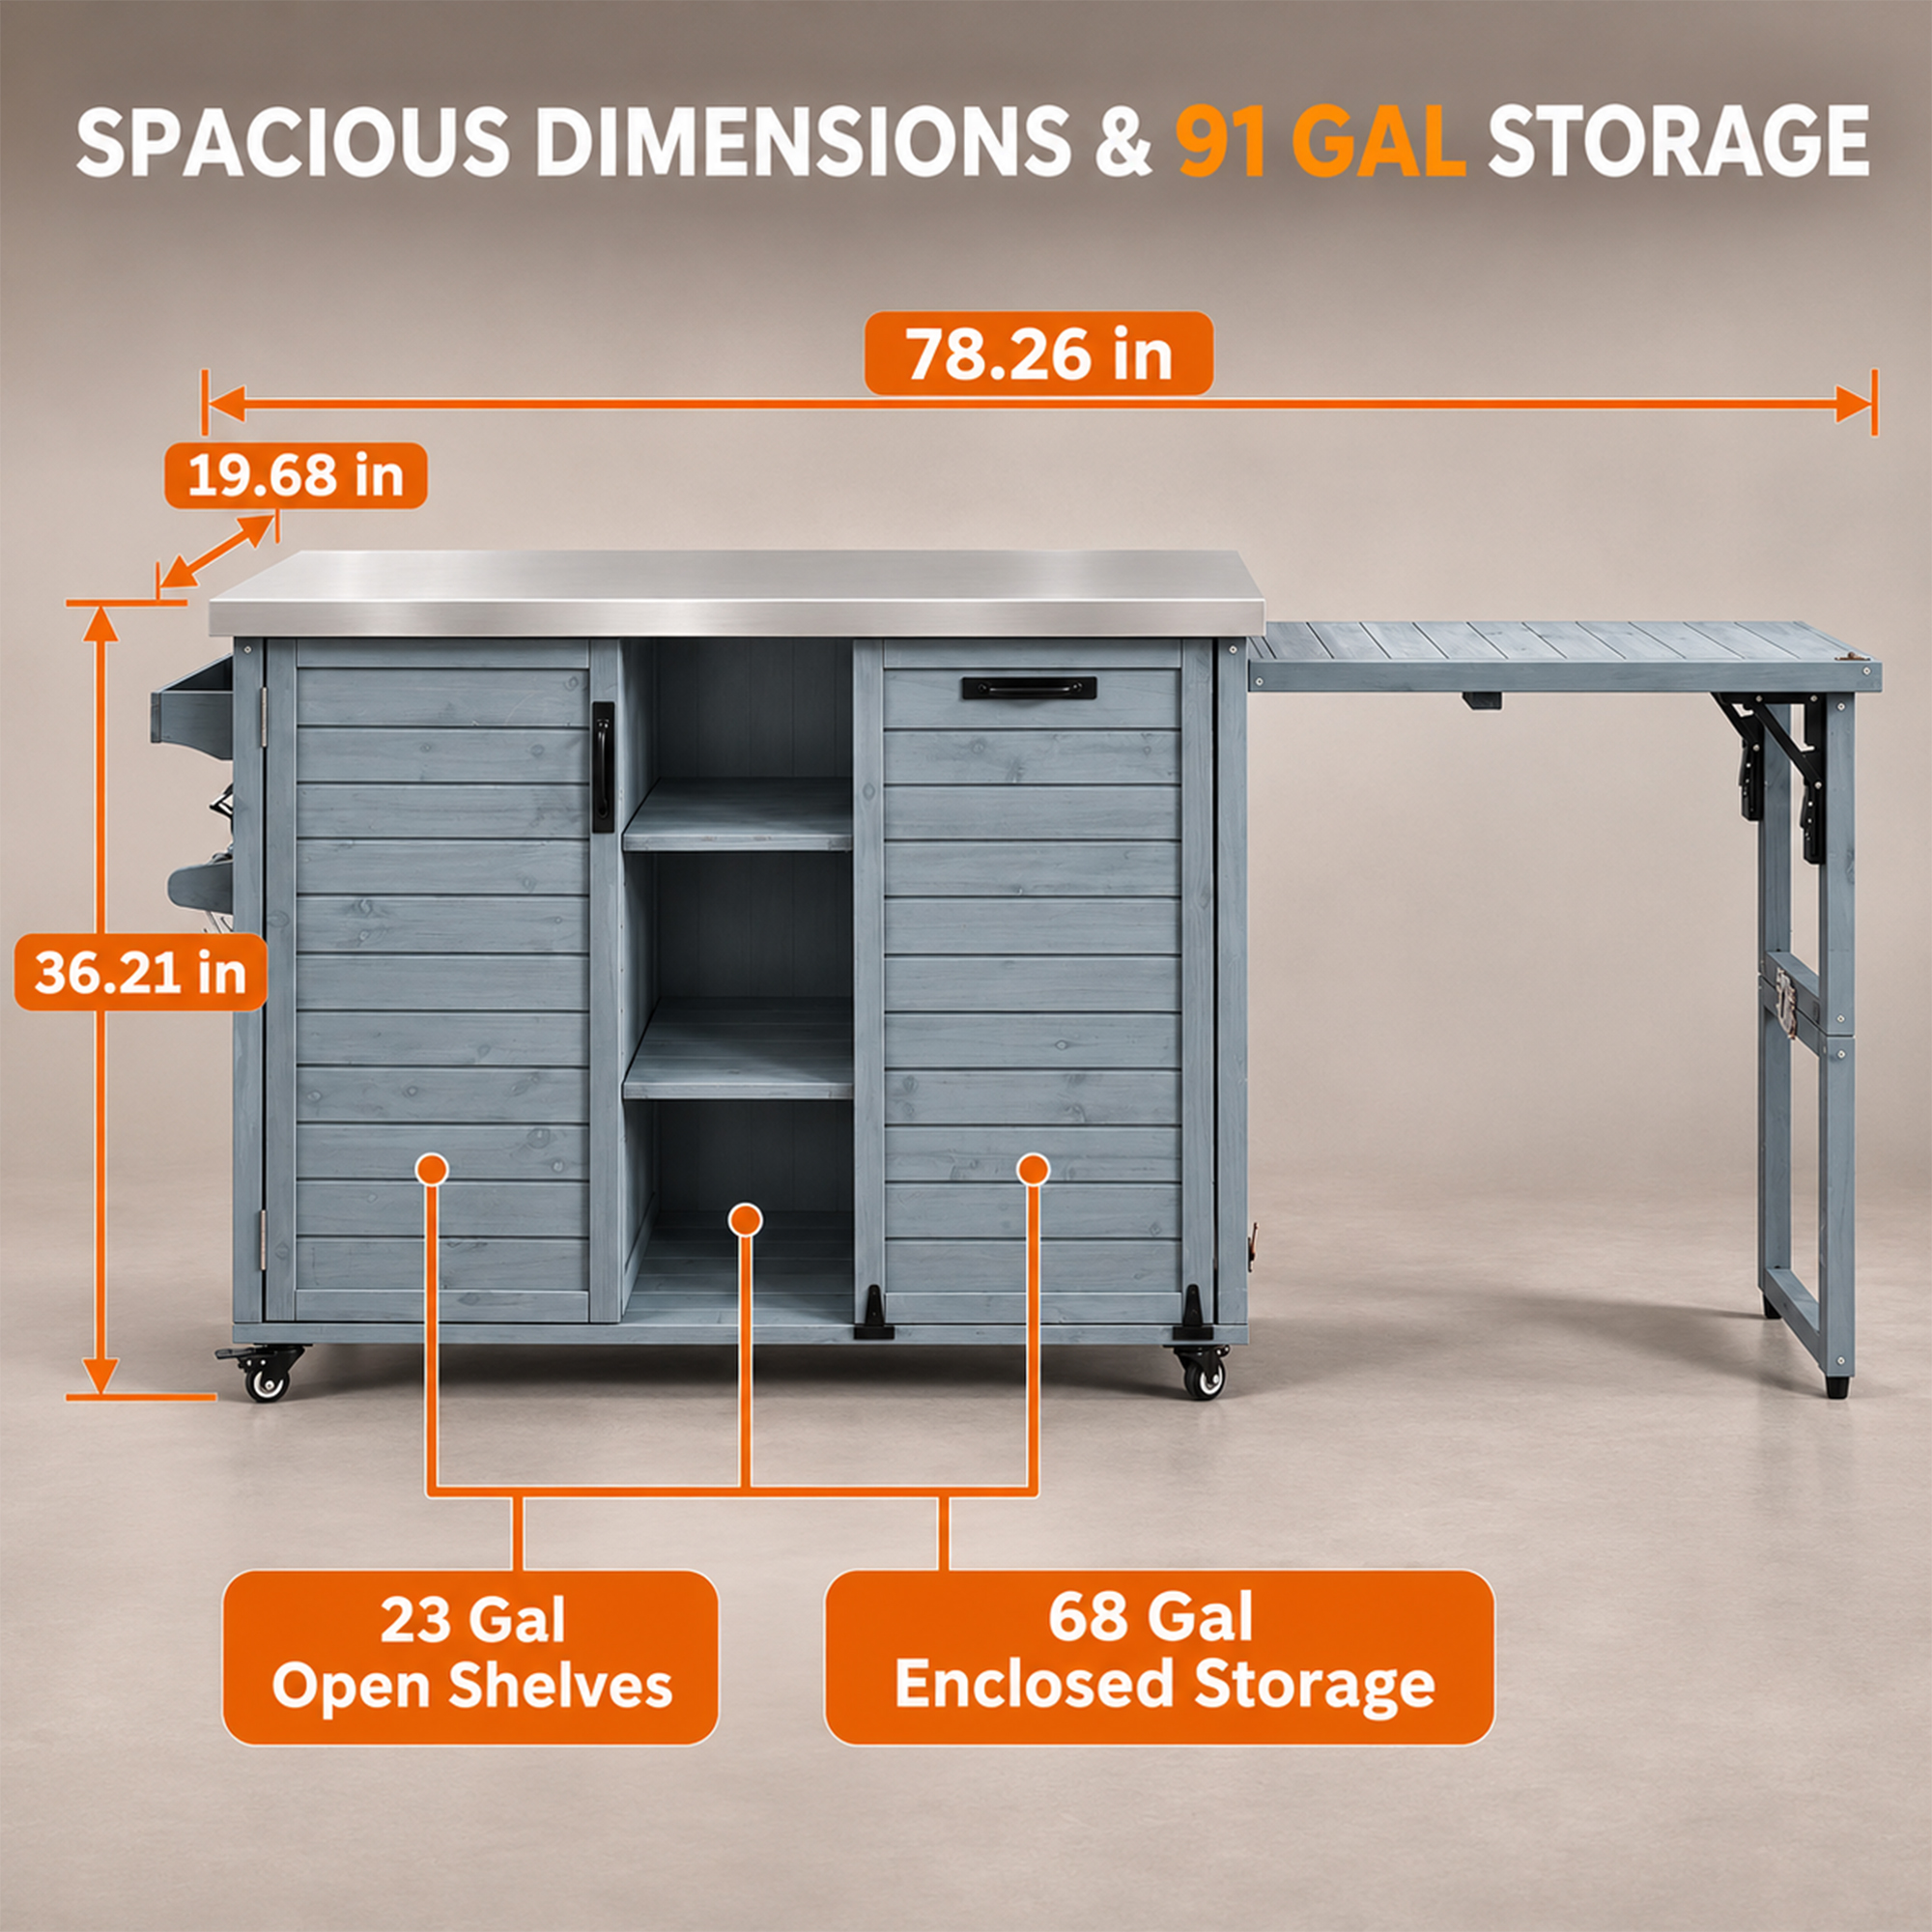 SPACIOUS DIMENSIONS & 91 GAL STORAGE
78.26 in
19.68 in
36.21 in
23 Gal
Open Shelves
68 Gal
Enclosed Storage